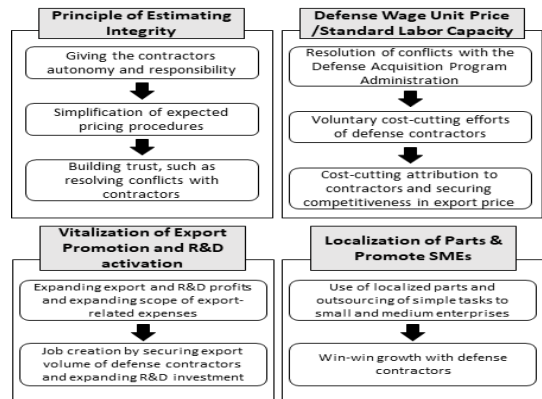 Principle of Estimating
Integrity
Giving the contractors
autonomy and responsibility
Simplification of expected
pricing procedures
Building trust, such as
resolving conflicts with
contractors
Defense Wage Unit Price
/Standard Labor Capacity
Resolution of conflicts with the
Defense Acquisition Program
Administration
Voluntary cost-cutting efforts
of defense contractors
Cost-cutting attribution to
contractors and securing
competitiveness in export price
Vitalization of Export
Promotion and R&D
activation
Expanding export and R&D profits
and expanding scope of export-
related expenses
Job creation by securing export
volume of defense contractors
and expanding R&D investment
Localization of Parts &
Promote SMEs
Use of localized parts and
outsourcing of simple tasks to
small and medium enterprises
Win-win growth with defense
contractors